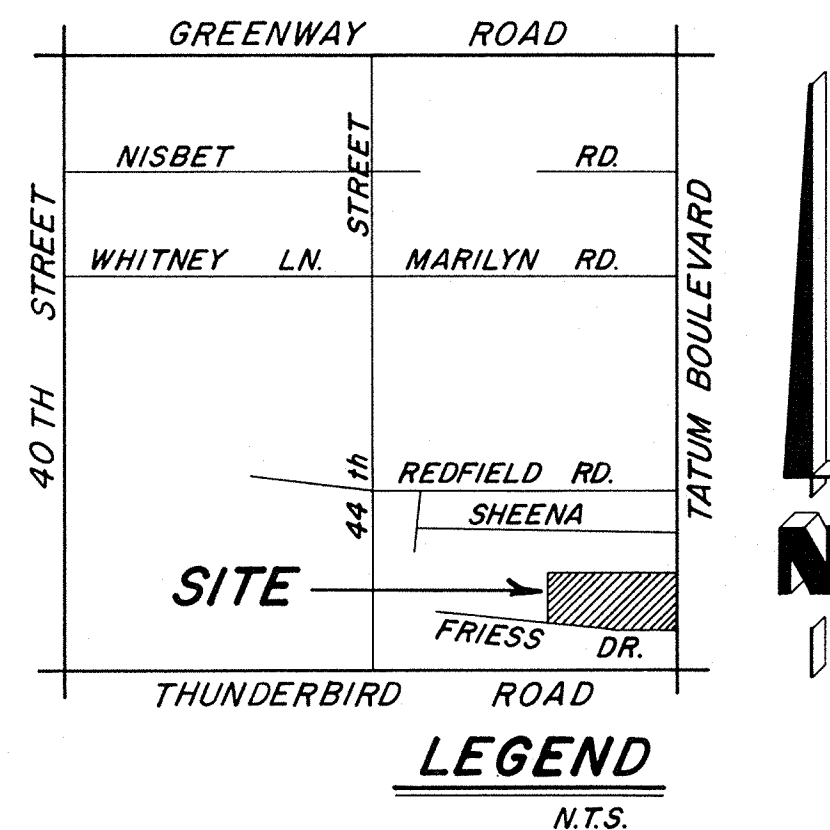 GREENWAY ROAD
NISBET RD.
STREET
WHITNEY LN. MARILYN RD.
40TH STREET
TATUM BOULEVARD
44th
REDFIELD RD.
SHEENA
SITE
FRIESS DR.
THUNDERBIRD ROAD
N
LEGEND
N.T.S.